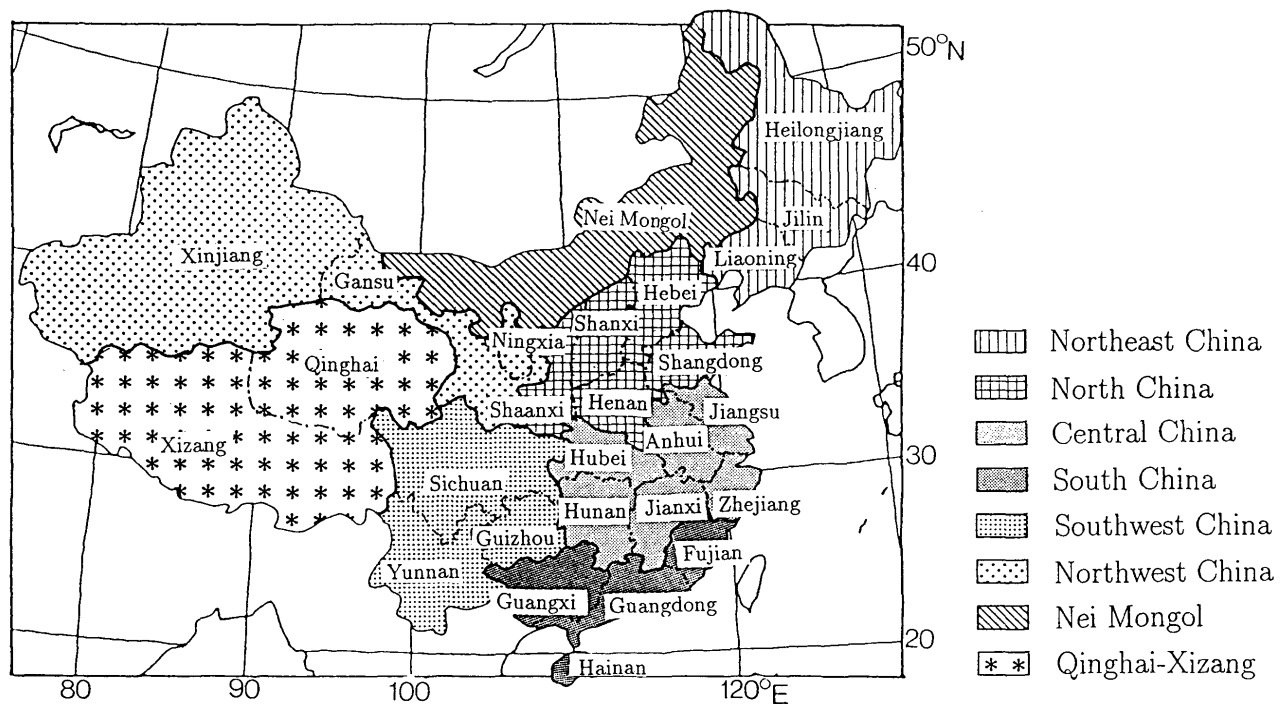 50°N
Heilongjiang
Jilin
Nei Mongol
Liaoning
Xinjiang
40
Gansu
Hebei
Shanxi
Ningxia
Qinghai
Shangdong
Shaanxi
Henan
Jiangsu
Xizang
Anhui
Hubei
30
Sichuan
Hunan
Jianxi
Zhejiang
Guizhou
Fujian
Yunnan
Guangxi
Guangdong
20
Hainan
80
90
100
120°E
Northeast China
North China
Central China
South China
Southwest China
Northwest China
Nei Mongol
Qinghai-Xizang